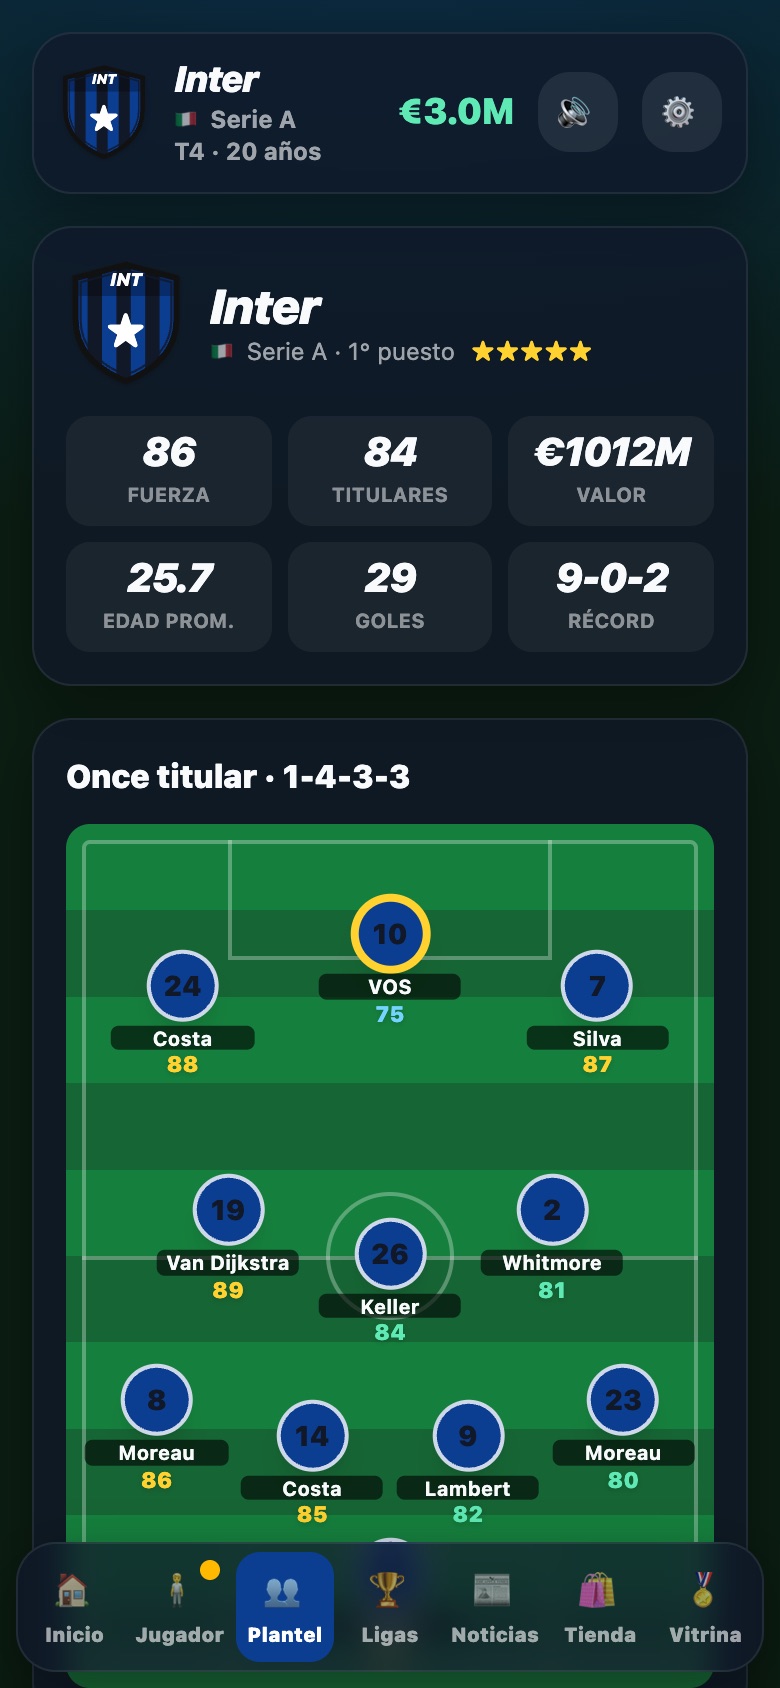 INT
Inter
Serie A
T4 · 20 años
€3.0M
INT
Inter
Serie A · 1° puesto
86
FUERZA
84
TITULARES
€1012M
VALOR
25.7
EDAD PROM.
29
GOLES
9-0-2
RÉCORD
Once titular · 1-4-3-3
10
VOS
75
24
Costa
88
7
Silva
87
19
Van Dijkstra
89
2
Whitmore
81
26
Keller
84
8
Moreau
86
23
Moreau
80
14
Costa
85
9
Lambert
82
Inicio
Jugador
Plantel
Ligas
Noticias
Tienda
Vitrina